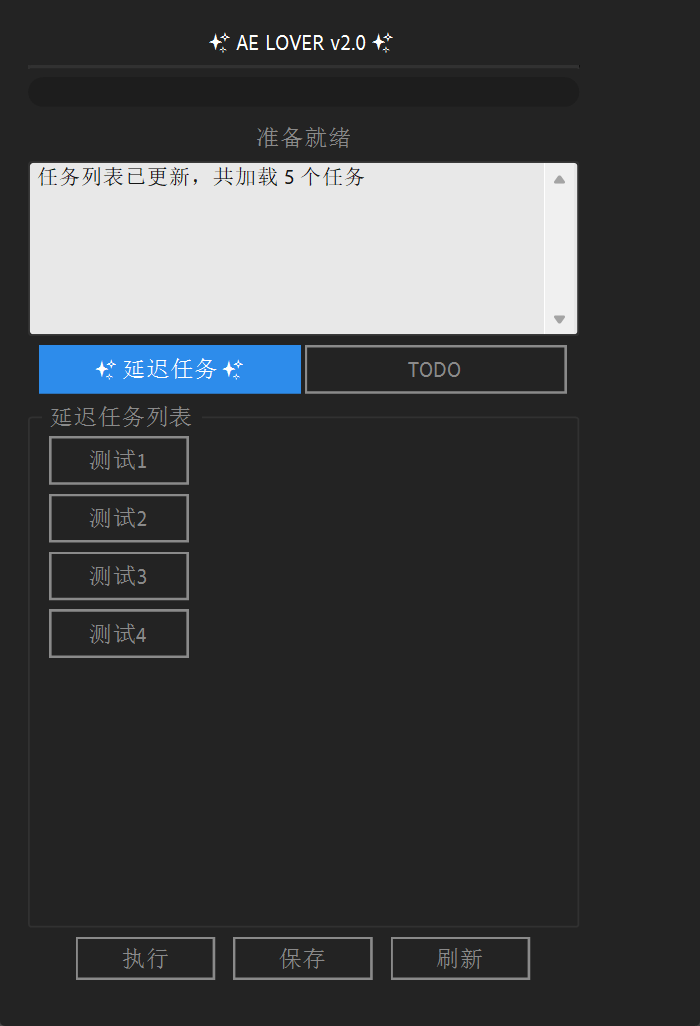 ✨ AE LOVER v2.0 ✨
准备就绪
任务列表已更新，共加载 5 个任务
✨ 延迟任务 ✨
TODO
延迟任务列表
测试1
测试2
测试3
测试4
执行
保存
刷新